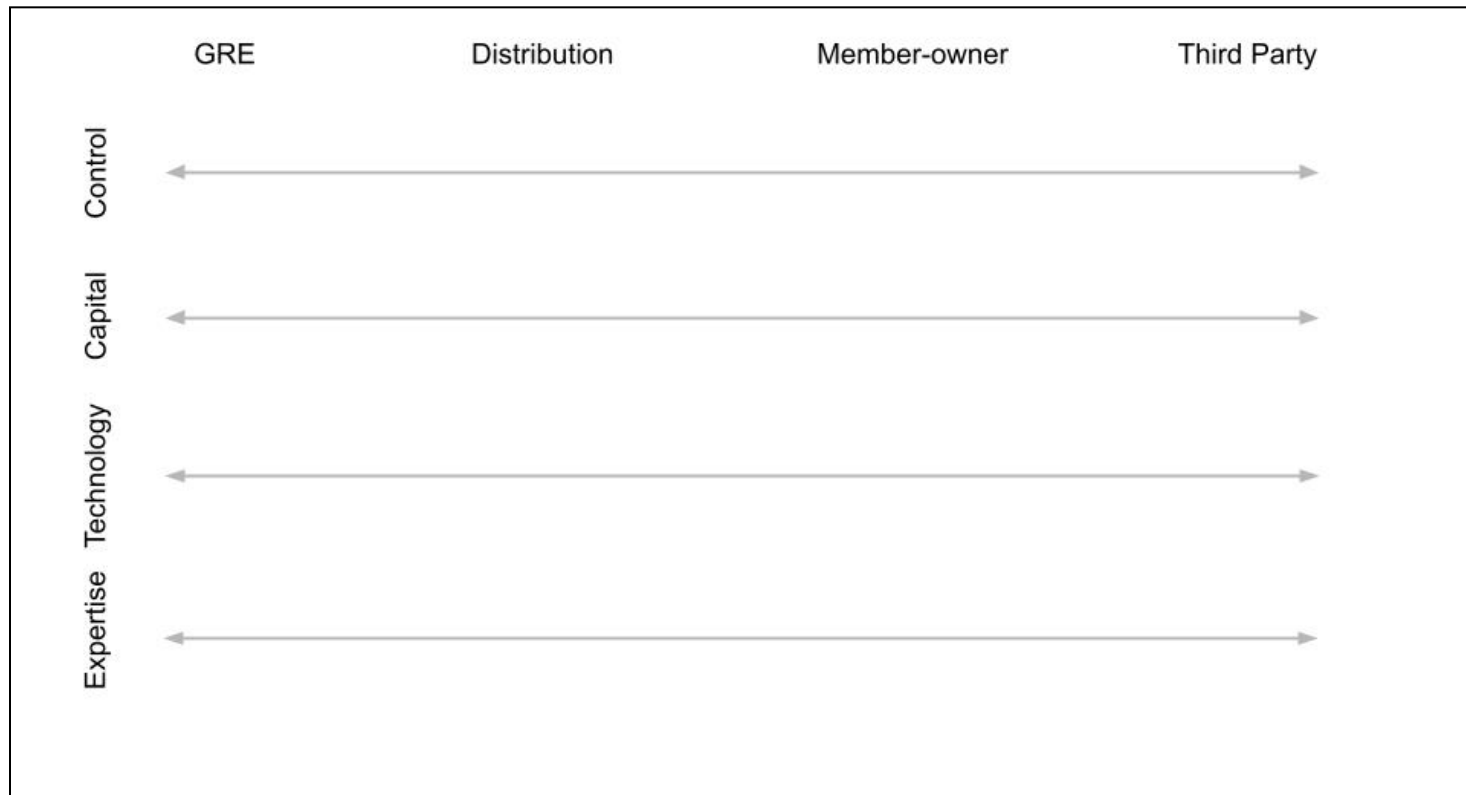 GRE Distribution Member-owner Third Party
Control
Capital
Technology
Expertise